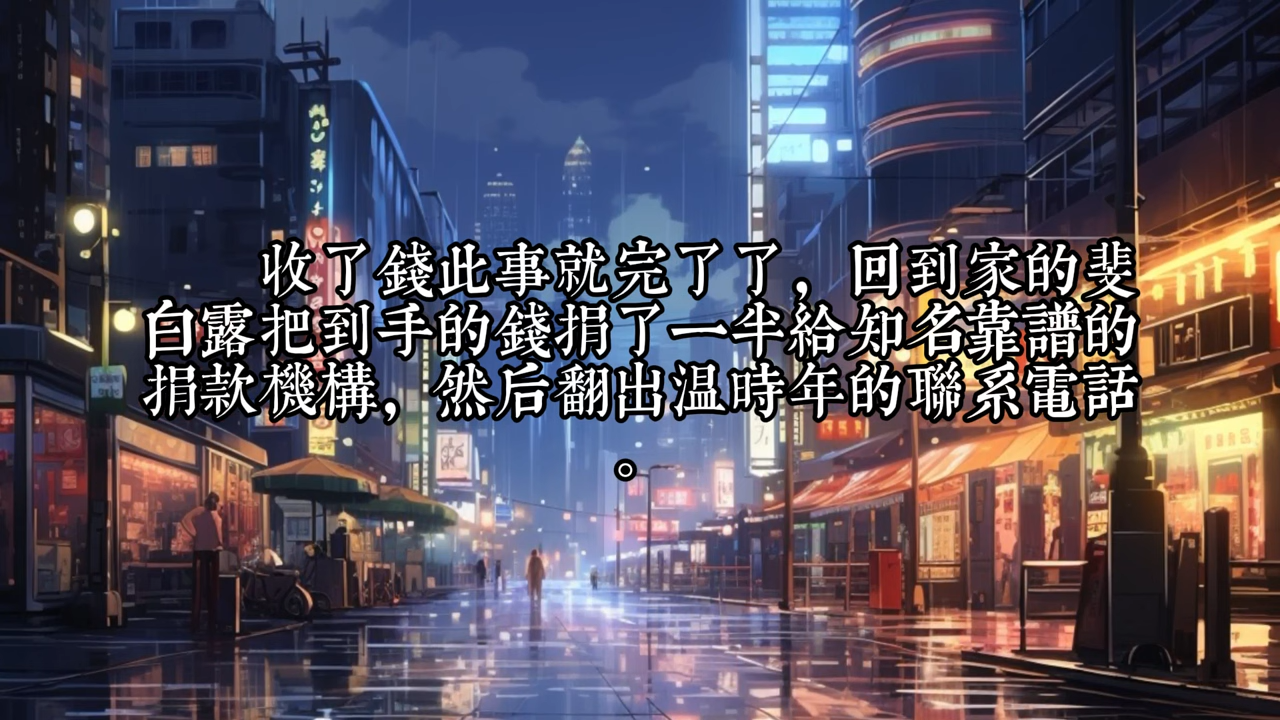 收了錢此事就完了了，回到家的斐
白露把到手的錢捐了一半給知名靠譜的
捐款機構，然后翻出温時年的聯系電話
。